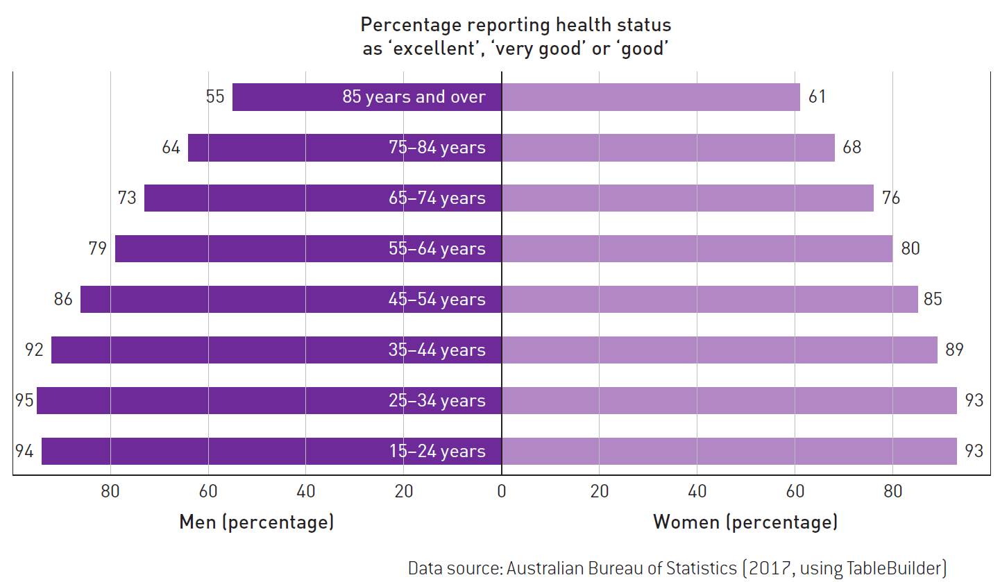 Percentage reporting health status
as ‘excellent’, ‘very good’ or ‘good’
55 85 years and over 61
64 75–84 years 68
73 65–74 years 76
79 55–64 years 80
86 45–54 years 85
92 35–44 years 89
95 25–34 years 93
94 15–24 years 93
80 60 40 20 0 20 40 60 80
Men (percentage) Women (percentage)
Data source: Australian Bureau of Statistics (2017, using TableBuilder)